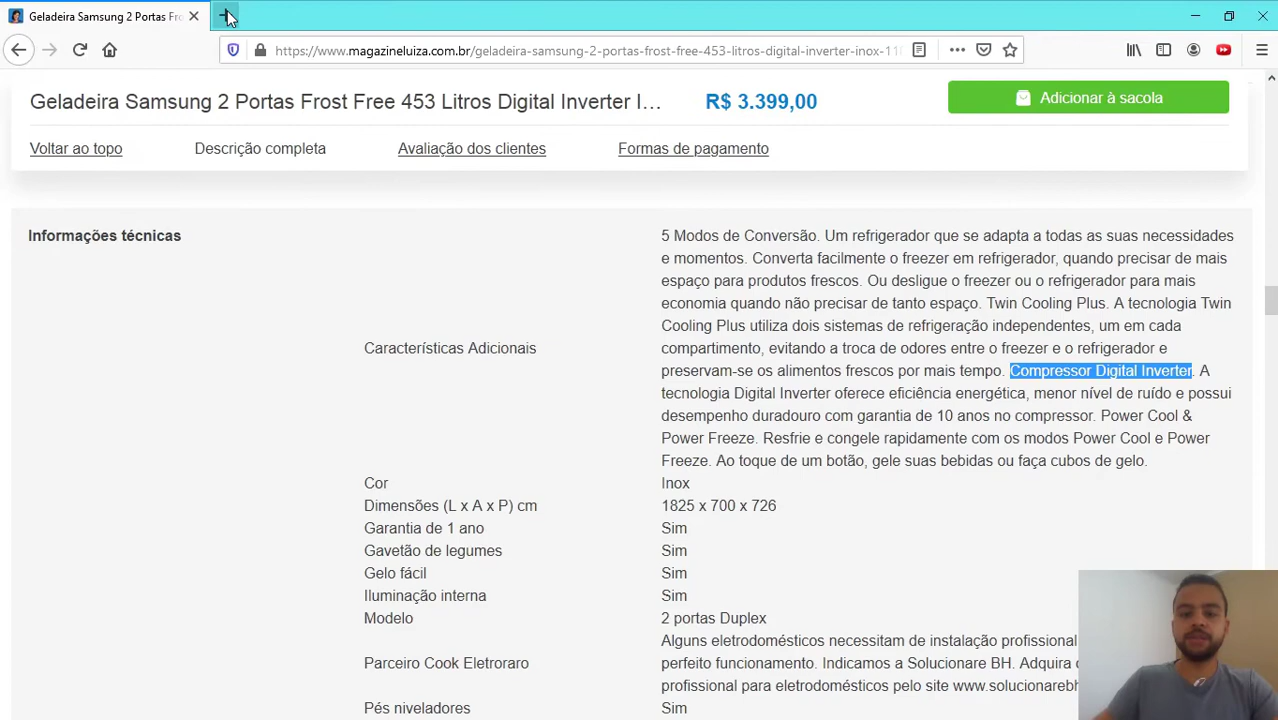 Geladeira Samsung 2 Portas Fro
https://www.magazineluiza.com.br/geladeira-samsung-2-portas-frost-free-453-litros-digital-inverter-inox-11
Geladeira Samsung 2 Portas Frost Free 453 Litros Digital Inverter I...
R$ 3.399,00
Adicionar à sacola
Voltar ao topo
Descrição completa
Avaliação dos clientes
Formas de pagamento
Informações técnicas
Características Adicionais
5 Modos de Conversão. Um refrigerador que se adapta a todas as suas necessidades
e momentos. Converta facilmente o freezer em refrigerador, quando precisar de mais
espaço para produtos frescos. Ou desligue o freezer ou o refrigerador para mais
economia quando não precisar de tanto espaço. Twin Cooling Plus. A tecnologia Twin
Cooling Plus utiliza dois sistemas de refrigeração independentes, um em cada
compartimento, evitando a troca de odores entre o freezer e o refrigerador e
preservam-se os alimentos frescos por mais tempo. Compressor Digital Inverter. A
tecnologia Digital Inverter oferece eficiência energética, menor nível de ruído e possui
desempenho duradouro com garantia de 10 anos no compressor. Power Cool &
Power Freeze. Resfrie e congele rapidamente com os modos Power Cool e Power
Freeze. Ao toque de um botão, gele suas bebidas ou faça cubos de gelo.
Cor
Inox
Dimensões (L x A x P) cm
1825 x 700 x 726
Garantia de 1 ano
Sim
Gavetão de legumes
Sim
Gelo fácil
Sim
Iluminação interna
Sim
Modelo
2 portas Duplex
Parceiro Cook Eletroraro
Alguns eletrodomésticos necessitam de instalação profissional
perfeito funcionamento. Indicamos a Solucionare BH. Adquira
profissional para eletrodomésticos pelo site www.solucionarebh
Pés niveladores
Sim